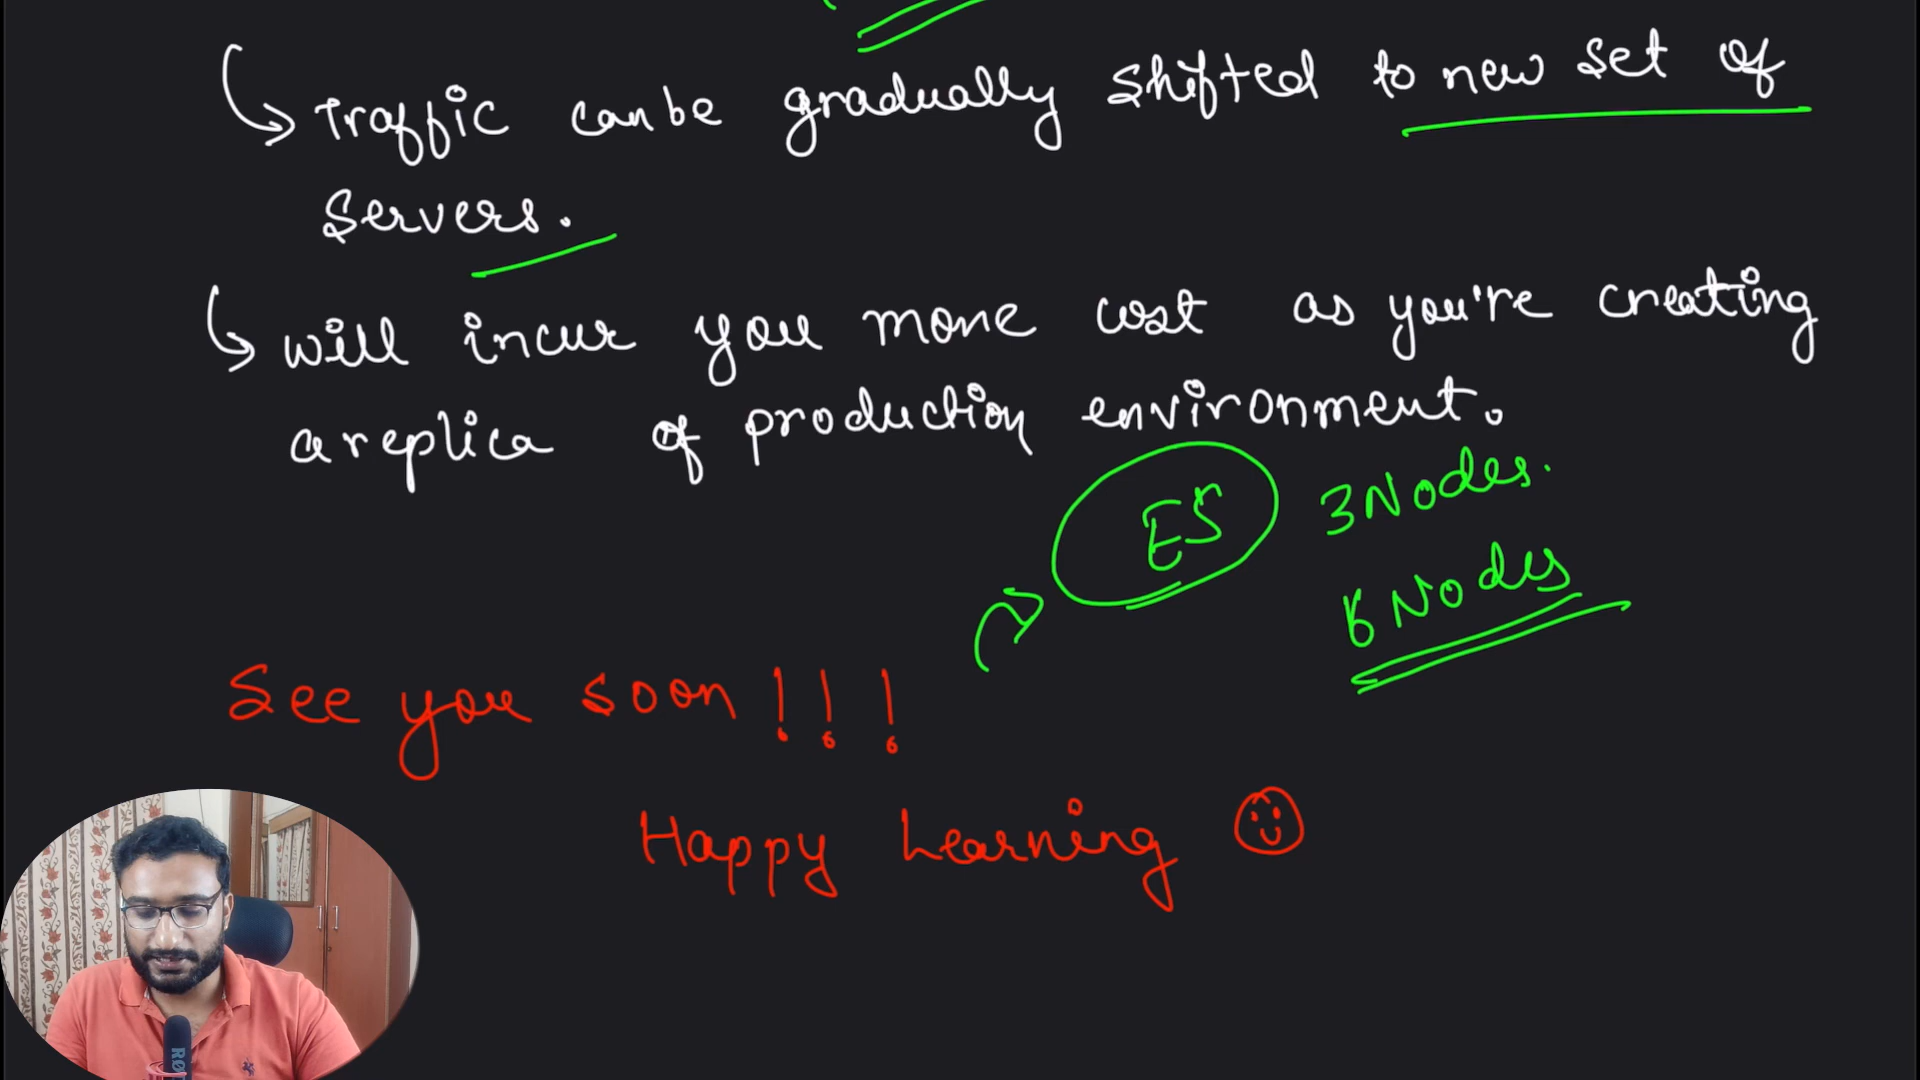 Traffic can be gradually shifted to new set of
Servers.
will incur you more cost as you're creating
a replica of production environment.
ES 3 Nodes.
6 Nodes
See you soon !!!
Happy Learning
RØ